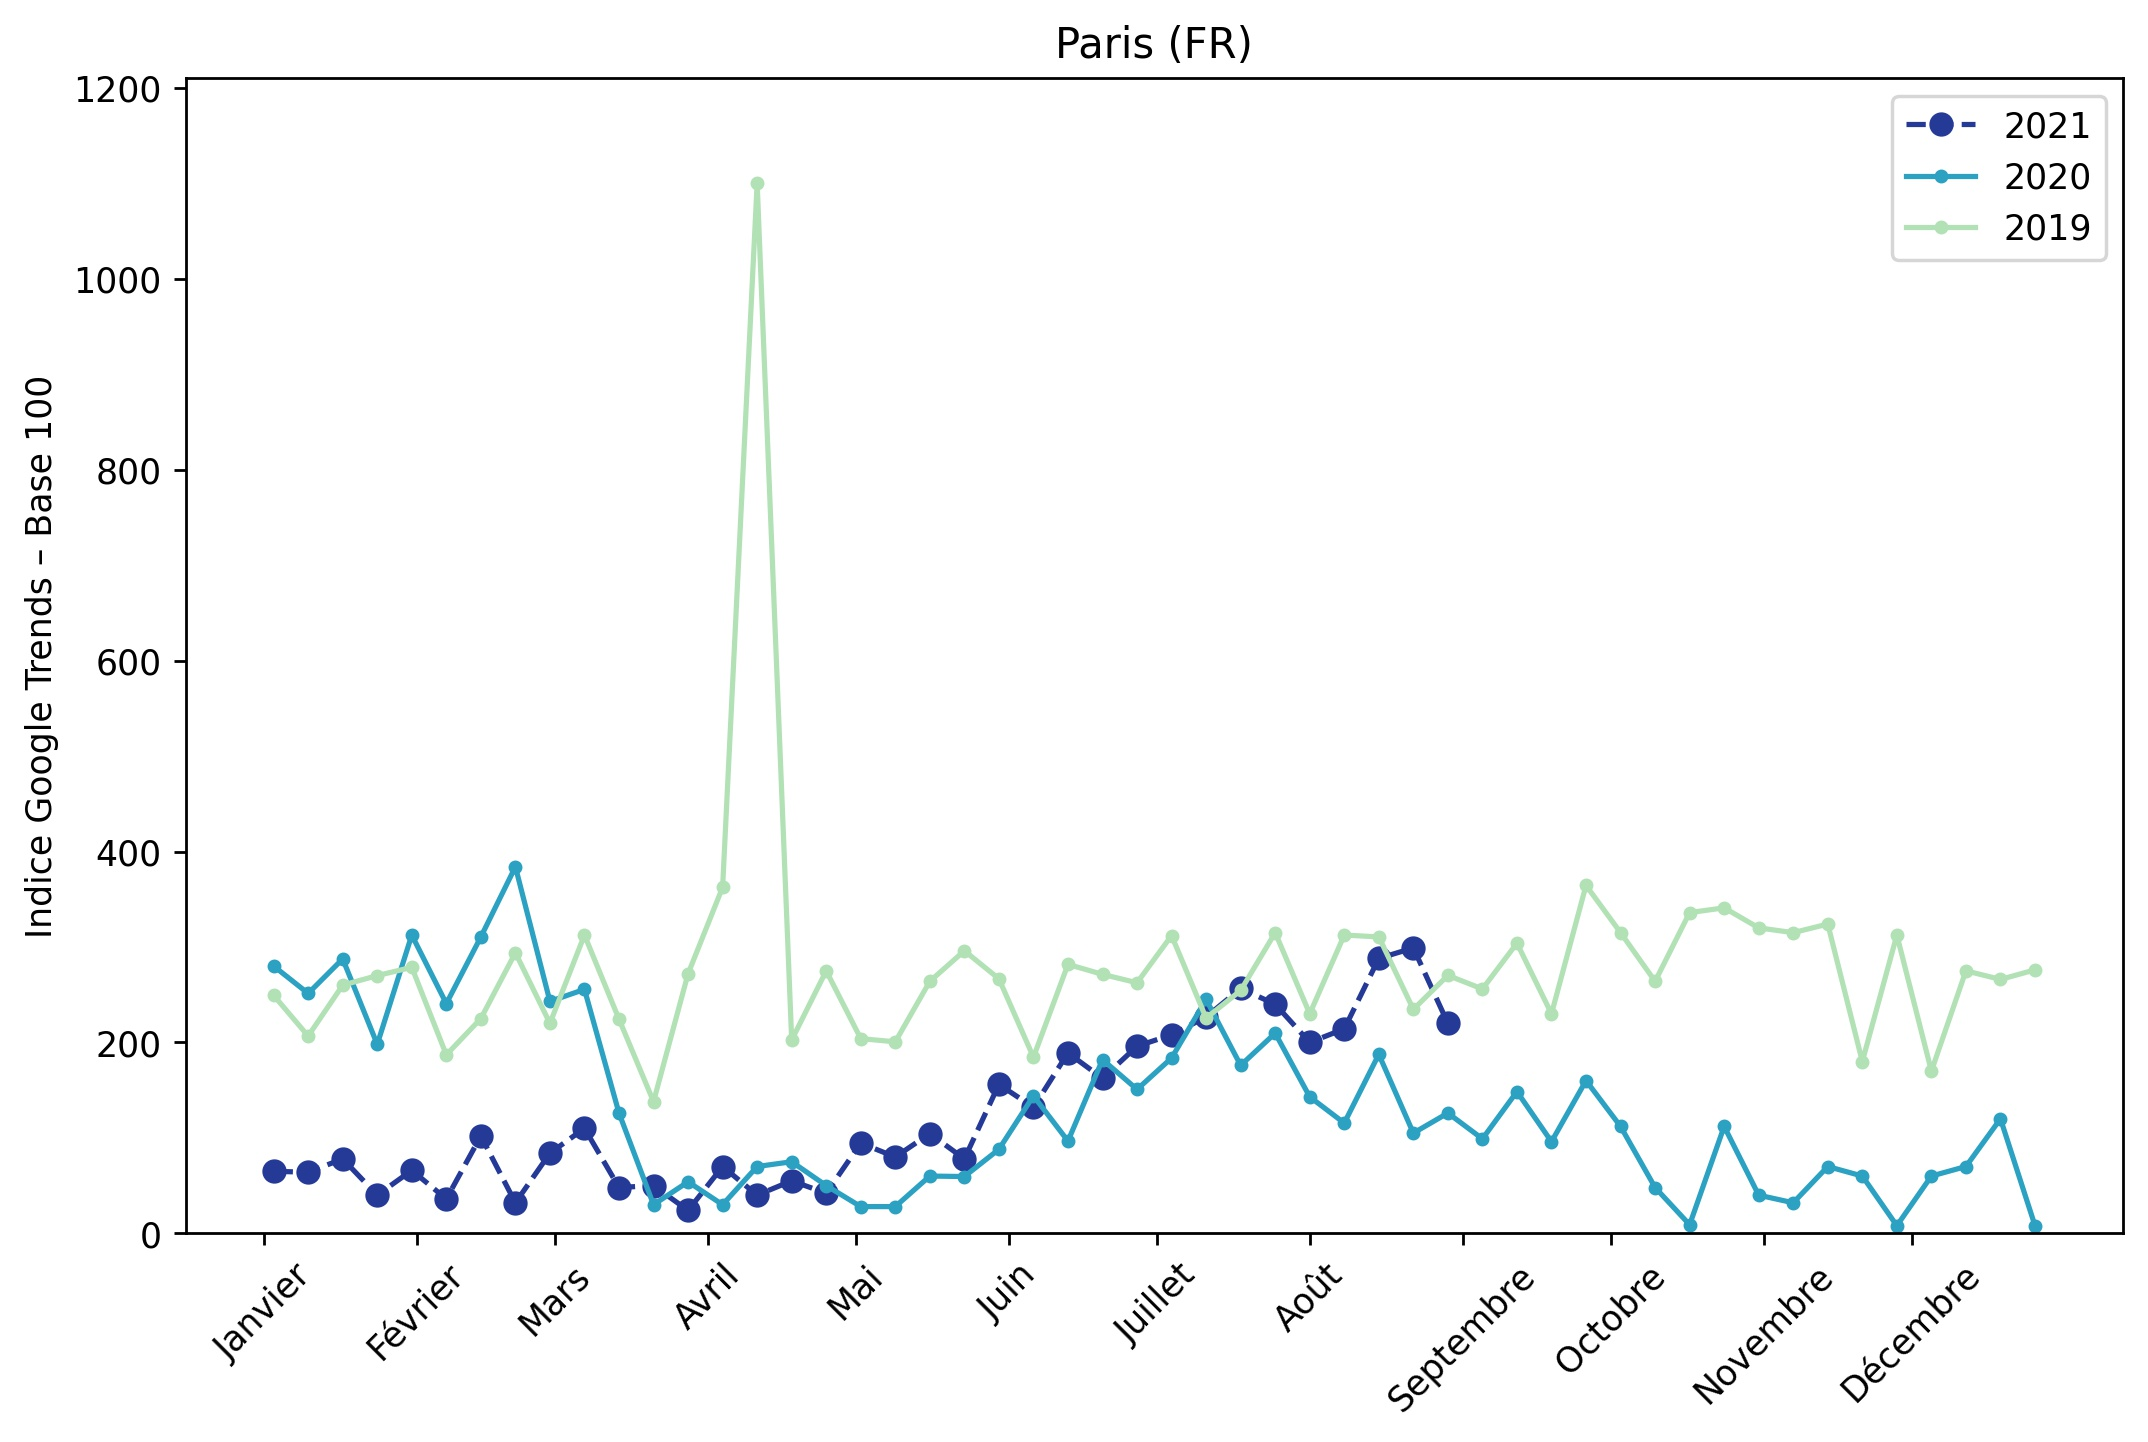 Paris (FR)
Indice Google Trends – Base 100
1200
1000
800
600
400
200
0
2021
2020
2019
Janvier
Février
Mars
Avril
Mai
Juin
Juillet
Août
Septembre
Octobre
Novembre
Décembre